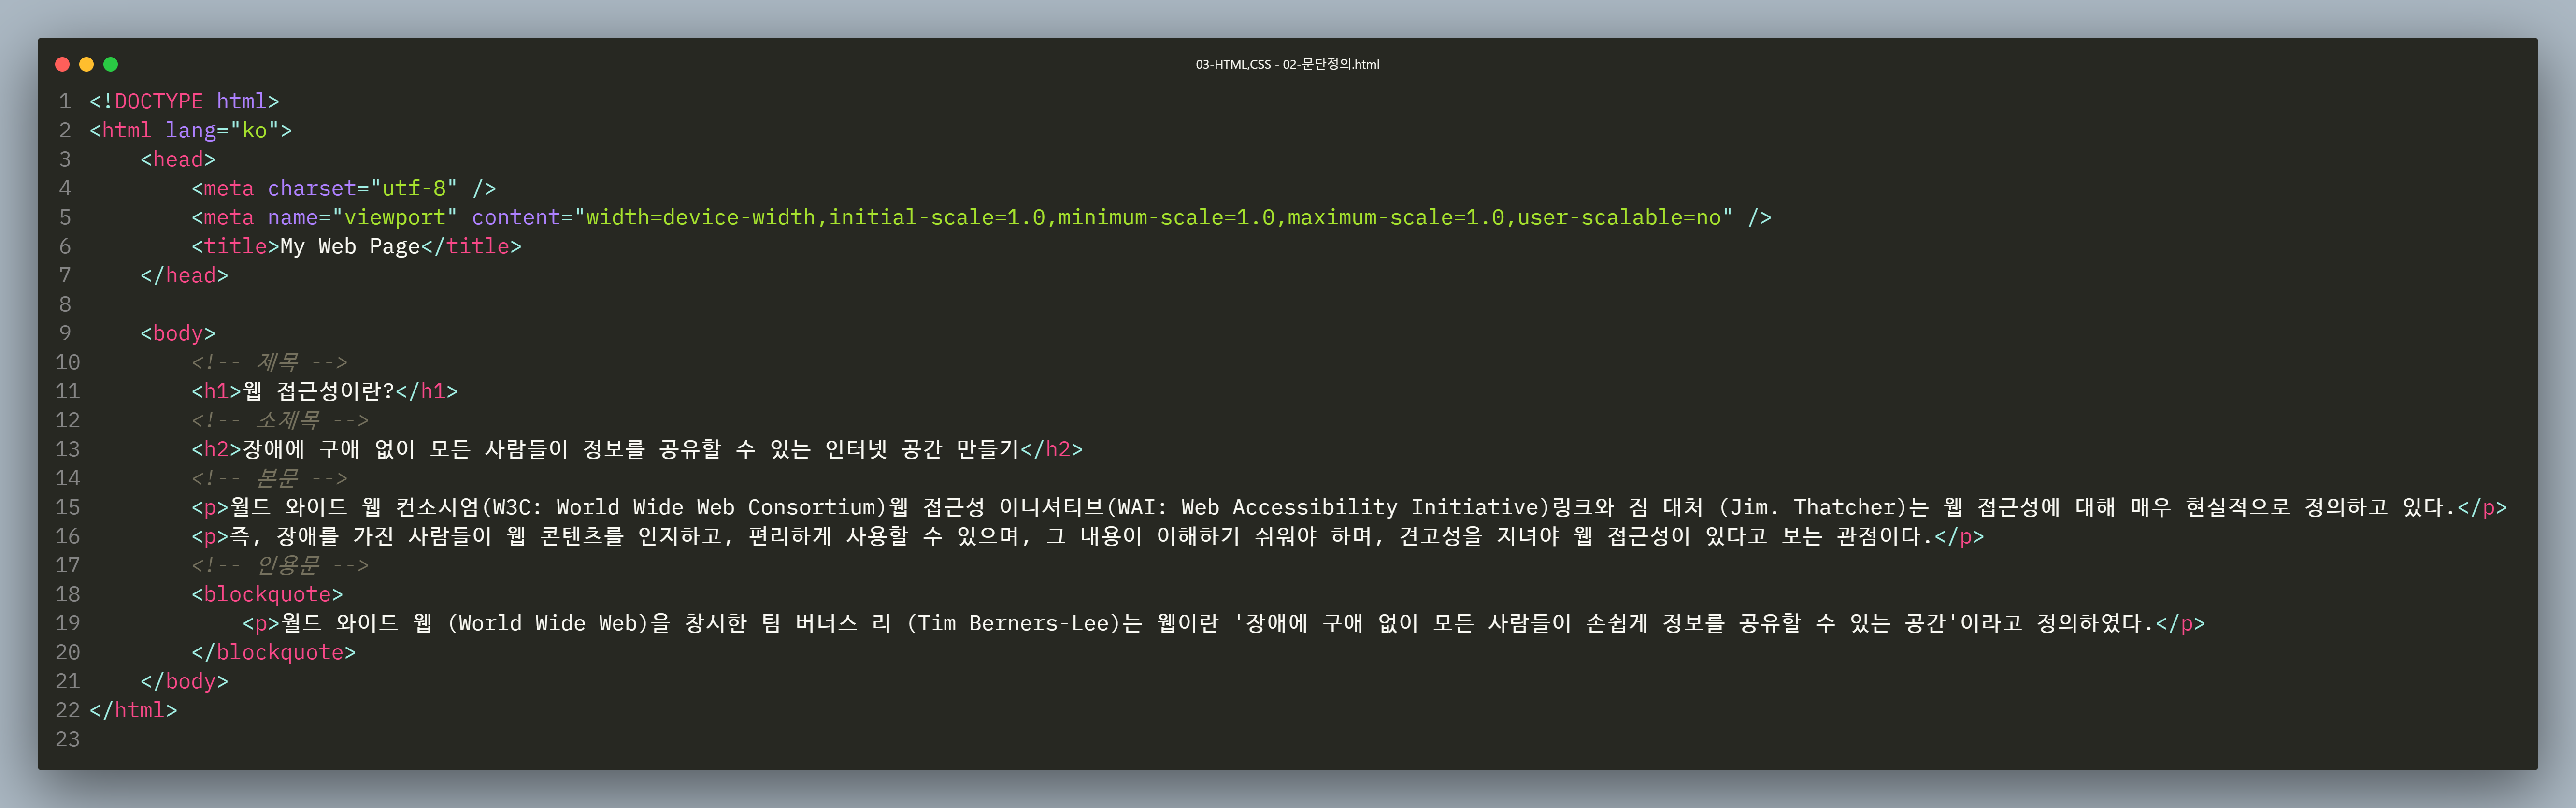 03-HTML,CSS - 02-문단정의.html
1 <!DOCTYPE html>
2 <html lang="ko">
3     <head>
4         <meta charset="utf-8" />
5         <meta name="viewport" content="width=device-width,initial-scale=1.0,minimum-scale=1.0,maximum-scale=1.0,user-scalable=no" />
6         <title>My Web Page</title>
7     </head>
8
9     <body>
10         <!-- 제목 -->
11         <h1>웹 접근성이란?</h1>
12         <!-- 소제목 -->
13         <h2>장애에 구애 없이 모든 사람들이 정보를 공유할 수 있는 인터넷 공간 만들기</h2>
14         <!-- 본문 -->
15         <p>월드 와이드 웹 컨소시엄(W3C: World Wide Web Consortium)웹 접근성 이니셔티브(WAI: Web Accessibility Initiative)링크와 짐 대처 (Jim. Thatcher)는 웹 접근성에 대해 매우 현실적으로 정의하고 있다.</p>
16         <p>즉, 장애를 가진 사람들이 웹 콘텐츠를 인지하고, 편리하게 사용할 수 있으며, 그 내용이 이해하기 쉬워야 하며, 견고성을 지녀야 웹 접근성이 있다고 보는 관점이다.</p>
17         <!-- 인용문 -->
18         <blockquote>
19             <p>월드 와이드 웹 (World Wide Web)을 창시한 팀 버너스 리 (Tim Berners-Lee)는 웹이란 '장애에 구애 없이 모든 사람들이 손쉽게 정보를 공유할 수 있는 공간'이라고 정의하였다.</p>
20         </blockquote>
21     </body>
22 </html>
23